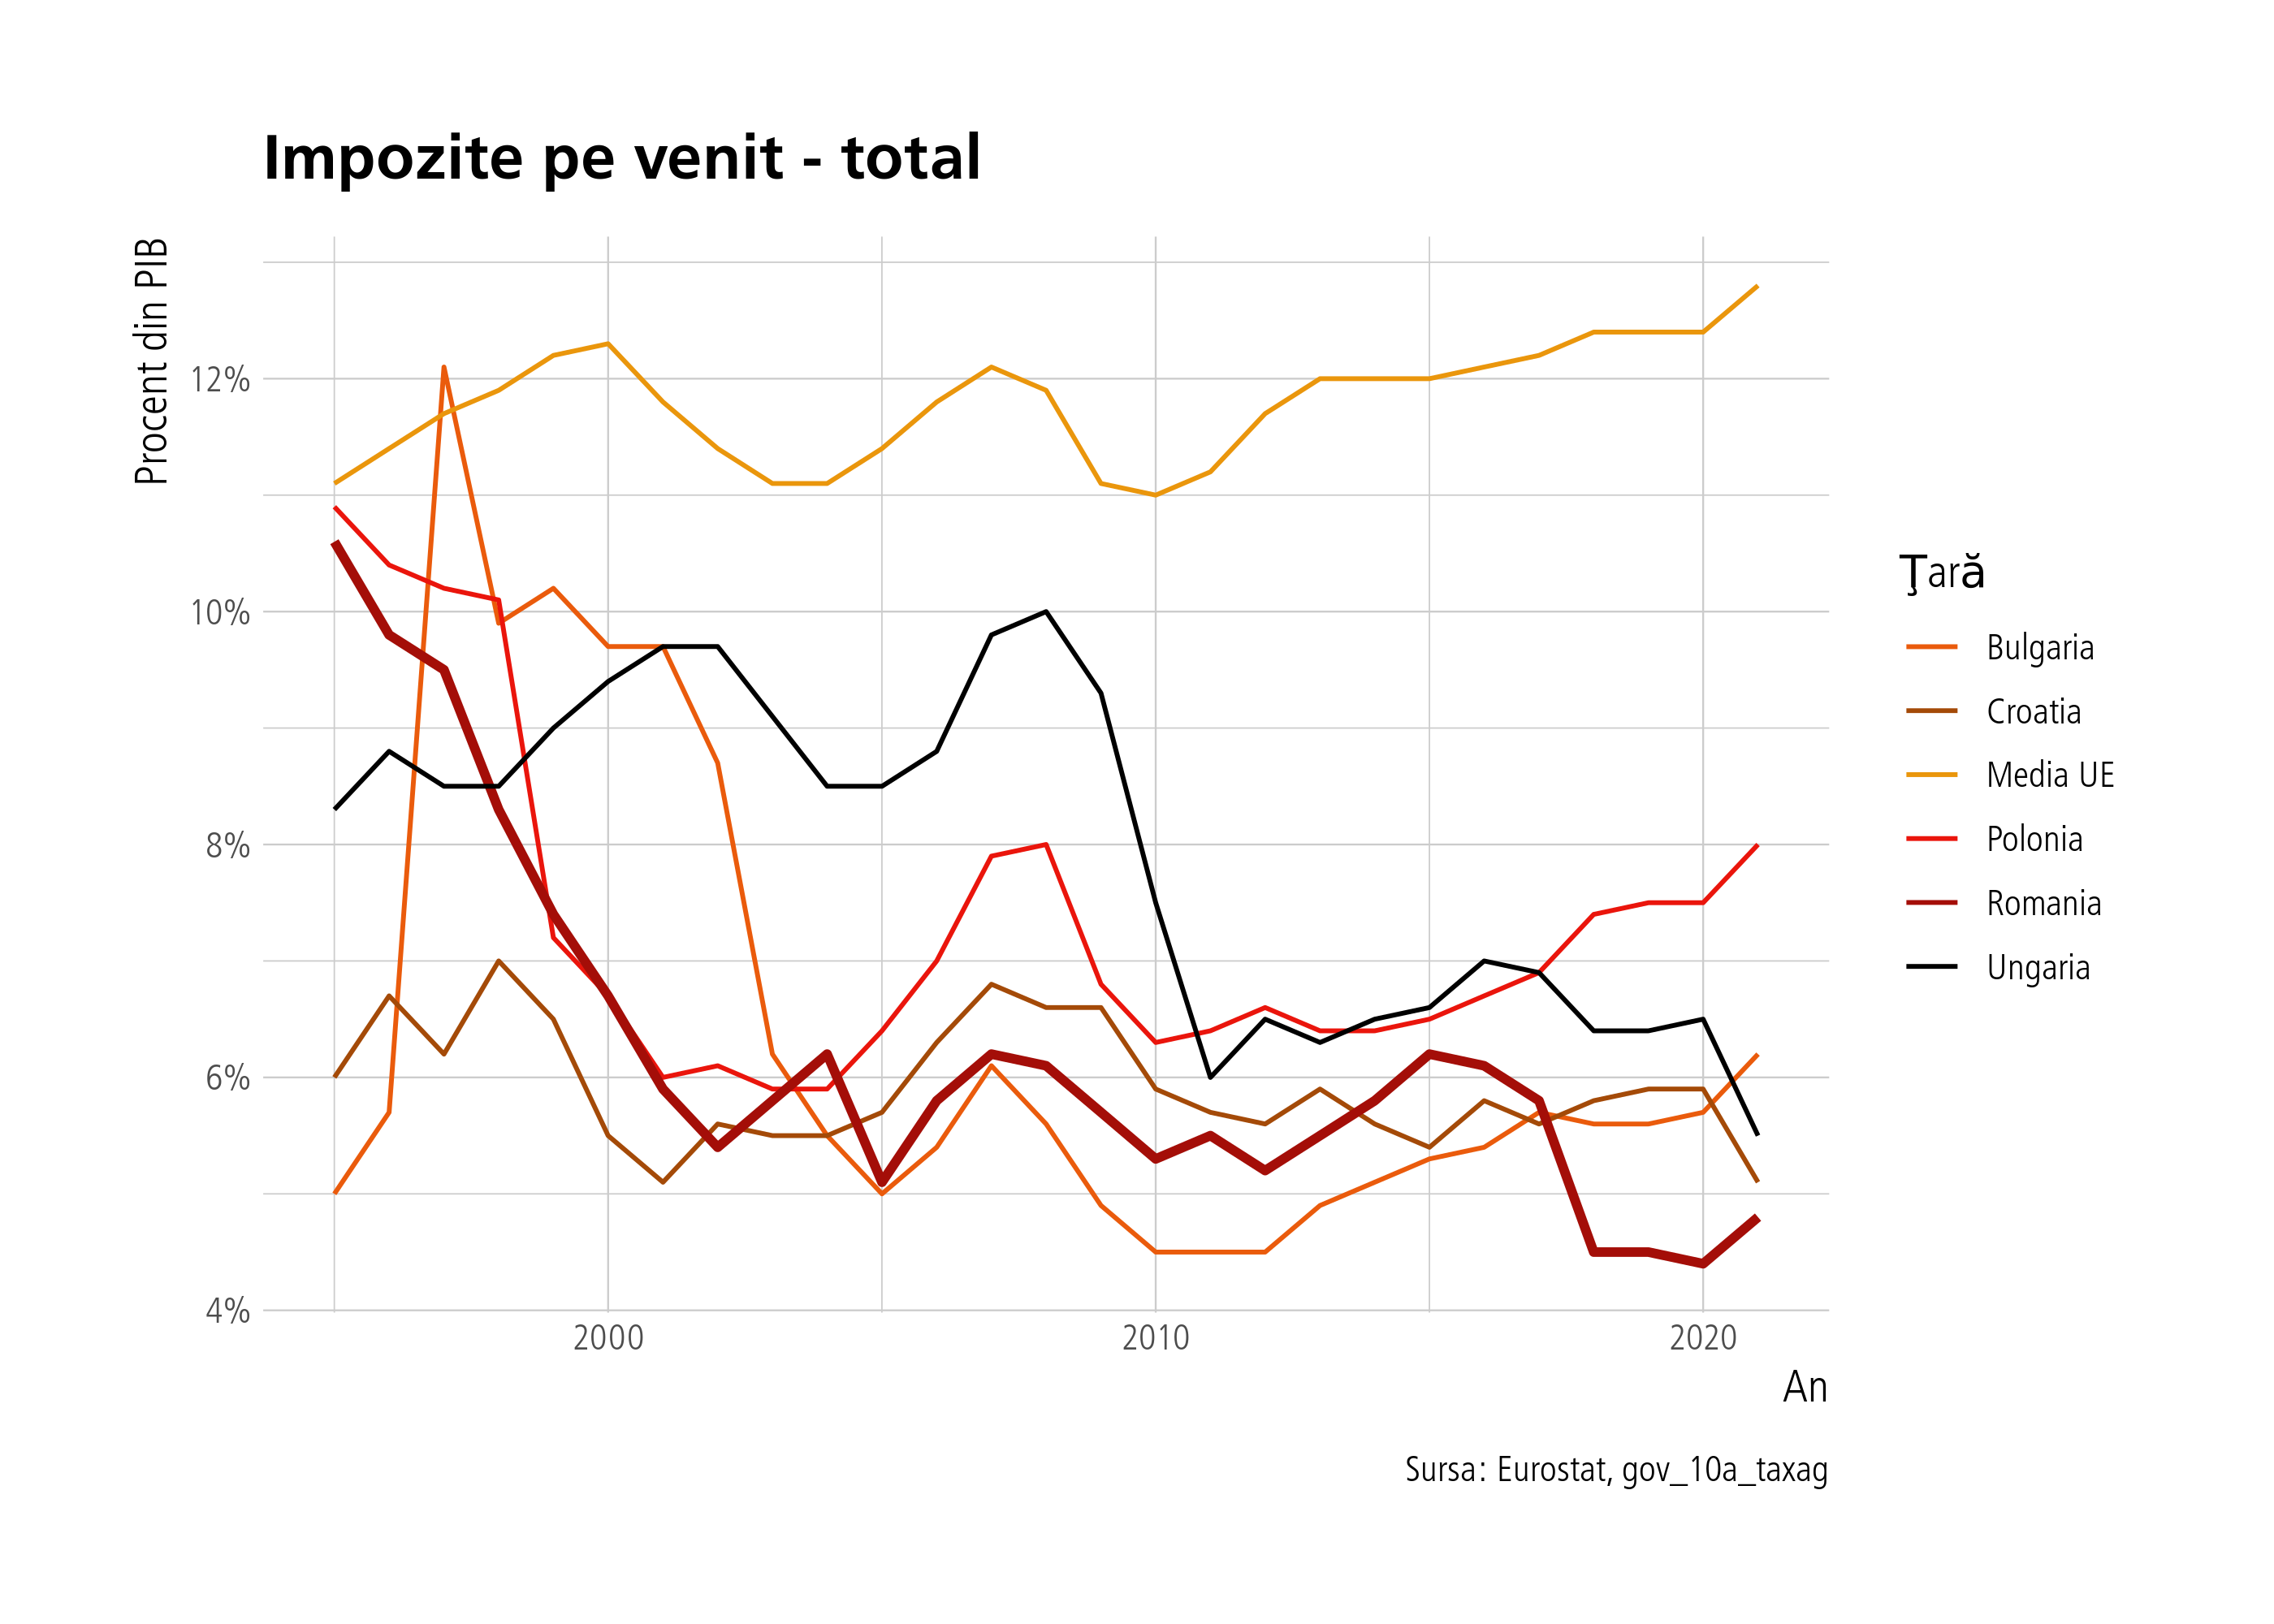 Impozite pe venit - total
Procent din PIB
12%
10%
8%
6%
4%
2000
2010
2020
An
Ţară
Bulgaria
Croatia
Media UE
Polonia
Romania
Ungaria
Sursa: Eurostat, gov_10a_taxag